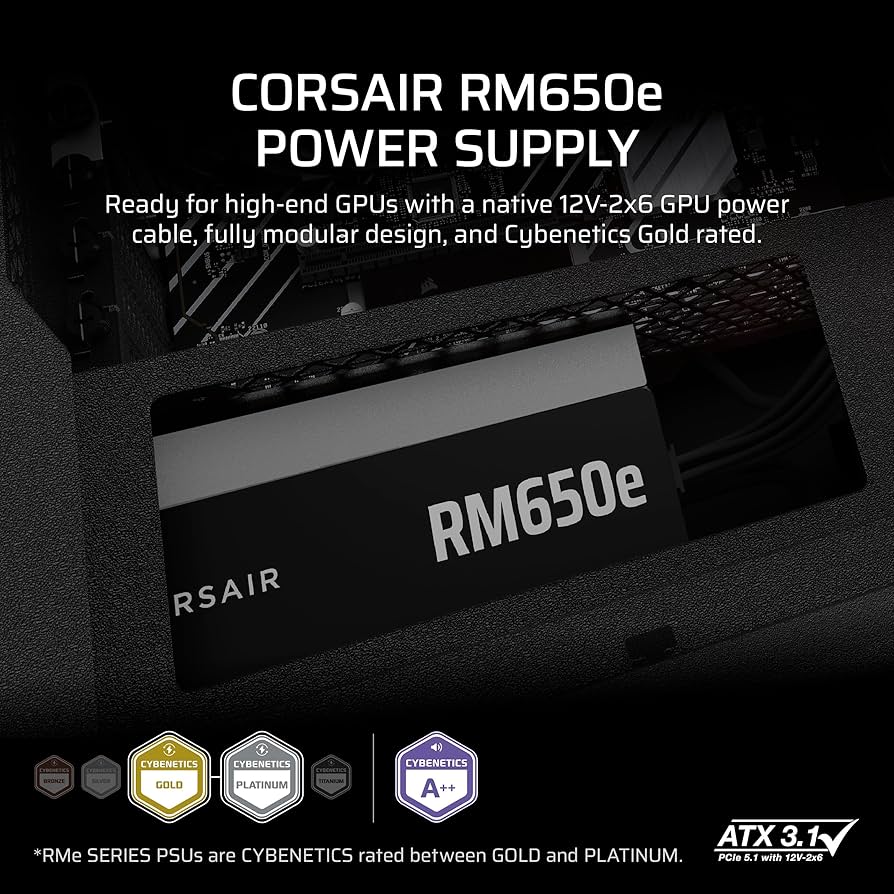 CORSAIR RM650e
POWER SUPPLY
Ready for high-end GPUs with a native 12V-2x6 GPU power
cable, fully modular design, and Cybenetics Gold rated.
RM650e
RSAIR
CYBENETICS
BRONZE
CYBENETICS
SILVER
CYBENETICS
GOLD
CYBENETICS
PLATINUM
CYBENETICS
TITANIUM
CYBENETICS
A++
*RMe SERIES PSUs are CYBENETICS rated between GOLD and PLATINUM.
ATX 3.1
PCIe 5.1 with 12V-2x6